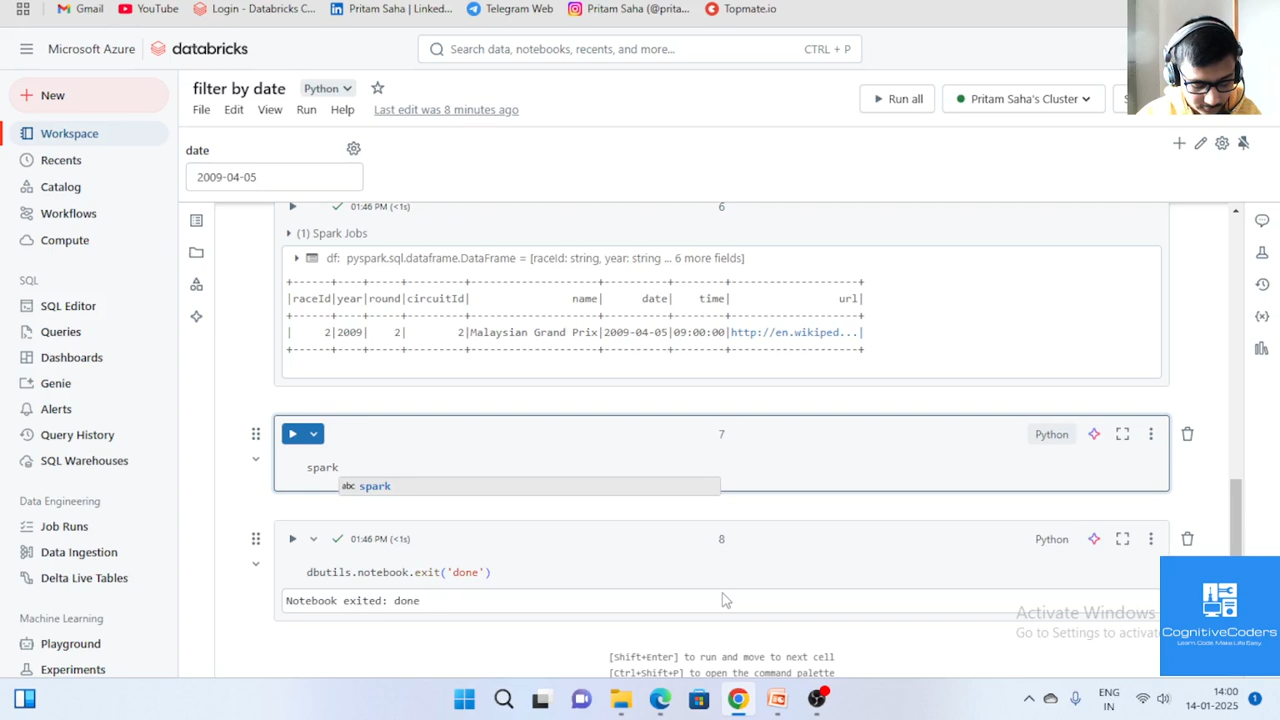 Gmail YouTube Login - Databricks C... Pritam Saha | Linked... Telegram Web Pritam Saha (@prita... Topmate.io
Microsoft Azure databricks Search data, notebooks, recents, and more... CTRL + P
filter by date Python
File Edit View Run Help Last edit was 8 minutes ago
Run all Pritam Saha's Cluster S
New
Workspace
Recents
Catalog
Workflows
Compute
SQL
SQL Editor
Queries
Dashboards
Genie
Alerts
Query History
SQL Warehouses
Data Engineering
Job Runs
Data Ingestion
Delta Live Tables
Machine Learning
Playground
Experiments
date
2009-04-05
01:46 PM (<1s) 6
(1) Spark Jobs
df: pyspark.sql.dataframe.DataFrame = [raceId: string, year: string ... 6 more fields]
+------+----+-----+---------+--------------------+----------+--------+--------------------+
|raceId|year|round|circuitId| name| date| time| url|
+------+----+-----+---------+--------------------+----------+--------+--------------------+
| 2|2009| 2| 2|Malaysian Grand Prix|2009-04-05|09:00:00|http://en.wikiped...|
+------+----+-----+---------+--------------------+----------+--------+--------------------+
7 Python
spark
abc spark
01:46 PM (<1s) 8 Python
dbutils.notebook.exit('done')
Notebook exited: done
[Shift+Enter] to run and move to next cell
[Ctrl+Shift+P] to open the command palette
Activate Windows
Go to Settings to activat
CognitiveCoders
Learn Code Make Life Easy
ENG
IN
14:00
14-01-2025
1